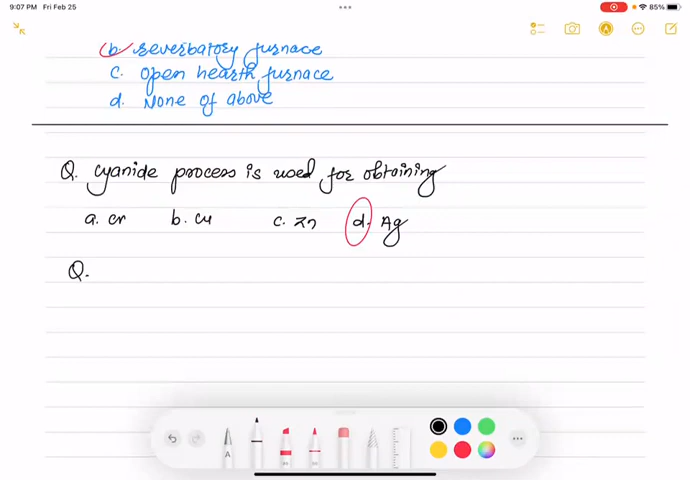 9:07 PM Fri Feb 25
85%
b. reverbatory furnace
c. open hearth furnace
d. None of above
Q. cyanide process is used for obtaining
a. cr b. cu c. Zn d. Ag
Q.
A